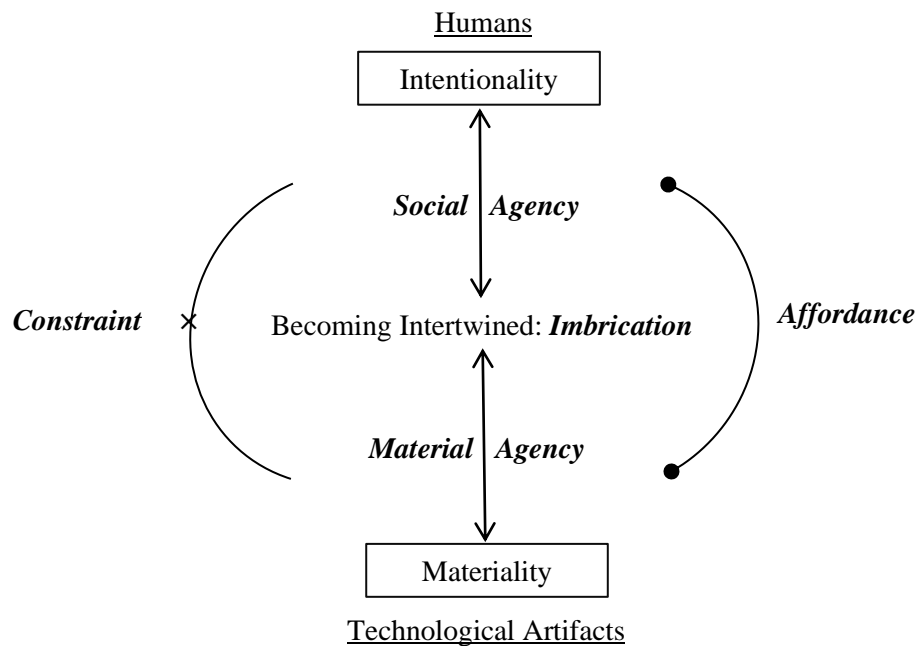 Humans
Intentionality
Social Agency
Constraint
Becoming Intertwined: Imbrication
Affordance
Material Agency
Materiality
Technological Artifacts